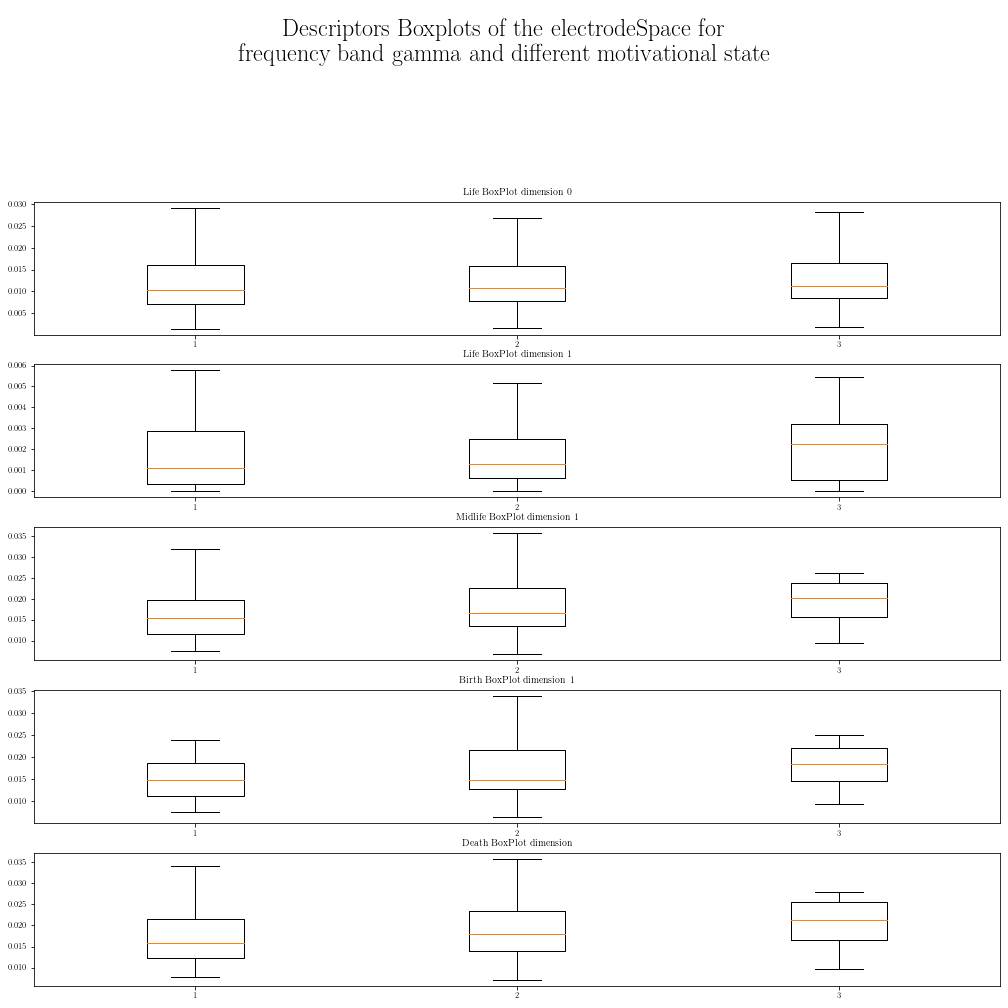 Descriptors Boxplots of the electrodeSpace for
frequency band gamma and different motivational state
Life BoxPlot dimension 0
0.030
0.025
0.020
0.015
0.010
0.005
1 2 3
Life BoxPlot dimension 1
0.006
0.005
0.004
0.003
0.002
0.001
0.000
1 2 3
Midlife BoxPlot dimension 1
0.035
0.030
0.025
0.020
0.015
0.010
1 2 3
Birth BoxPlot dimension 1
0.035
0.030
0.025
0.020
0.015
0.010
1 2 3
Death BoxPlot dimension
0.035
0.030
0.025
0.020
0.015
0.010
1 2 3